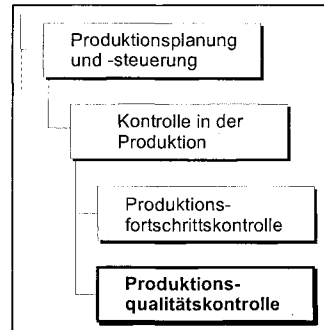 Produktionsplanung
und -steuerung
Kontrolle in der
Produktion
Produktions-
fortschrittskontrolle
Produktions-
qualitätskontrolle